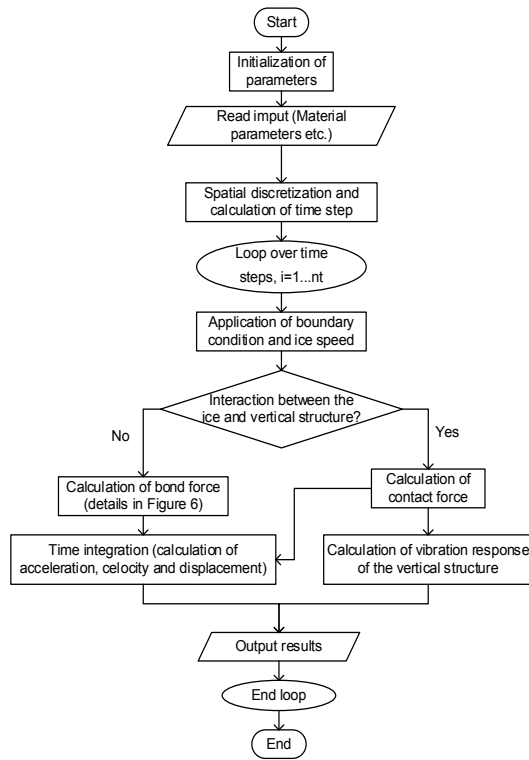 Start
Initialization of
parameters
Read imput (Material
parameters etc.)
Spatial discretization and
calculation of time step
Loop over time
steps, i=1...nt
Application of boundary
condition and ice speed
Interaction between the
ice and vertical structure?
No
Yes
Calculation of bond force
(details in Figure 6)
Calculation of
contact force
Time integration (calculation of
acceleration, celocity and displacement)
Calculation of vibration response
of the vertical structure
Output results
End loop
End